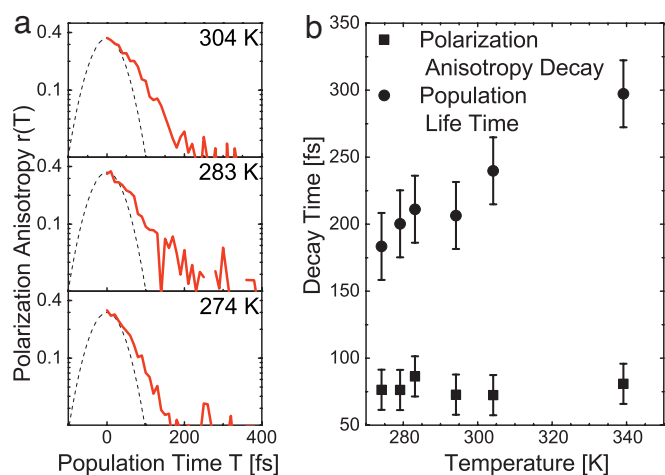 a
Polarization Anisotropy r(T)
304 K
0.4
0.1
283 K
0.4
0.1
274 K
0.4
0.1
0
200
400
Population Time T [fs]
b
Decay Time [fs]
350
300
250
200
150
100
50
Polarization
Anisotropy Decay
Population
Life Time
280
300
320
340
Temperature [K]